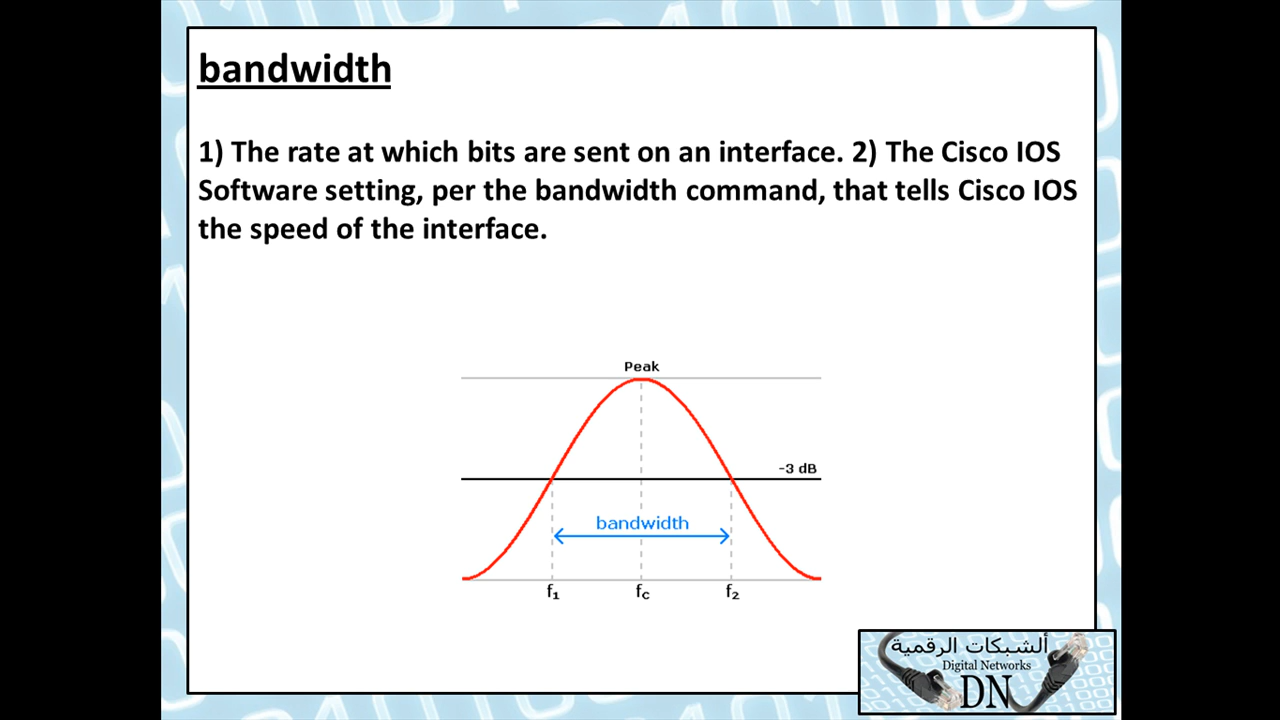 bandwidth
1) The rate at which bits are sent on an interface. 2) The Cisco IOS
Software setting, per the bandwidth command, that tells Cisco IOS
the speed of the interface.
Peak
-3 dB
bandwidth
f1 fc f2
ألشبكات الرقمية
Digital Networks
DN